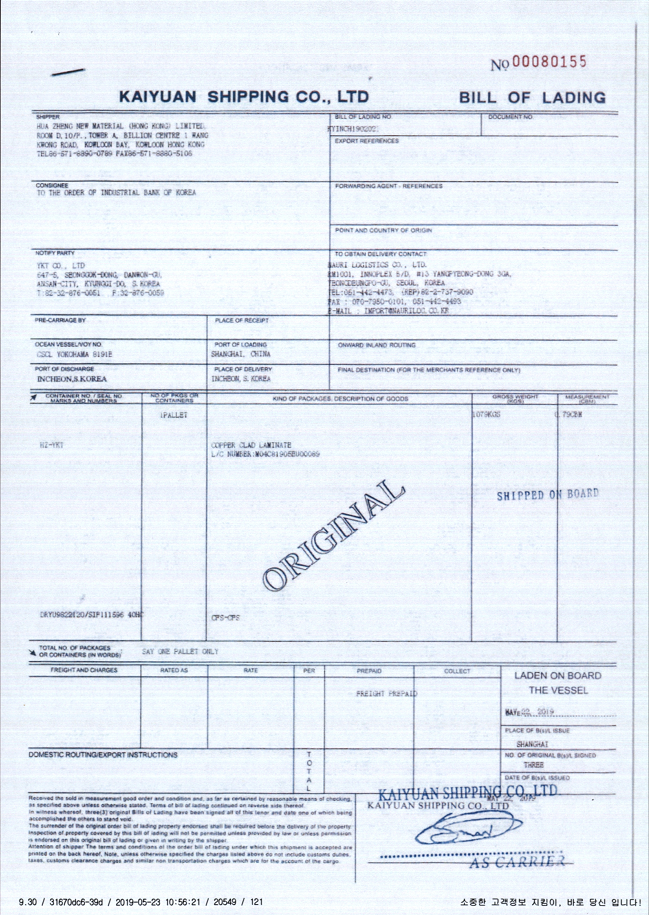 No 00080155
KAIYUAN SHIPPING CO., LTD
BILL OF LADING
SHIPPER
HUA ZHENG NEW MATERIAL (HONG KONG) LIMITED.
ROOM D, 10/F., TOWER A, BILLION CENTRE 1 WANG
KWONG ROAD, KOWLOON BAY, KOWLOON HONG KONG
TEL86-571-8890-0789 FAX86-571-8880-5106
BILL OF LADING NO
DOCUMENT NO.
EXPORT REFERENCES
CONSIGNEE
TO THE ORDER OF INDUSTRIAL BANK OF KOREA
FORWARDING AGENT - REFERENCES
POINT AND COUNTRY OF ORIGIN
NOTIFY PARTY
YKT CO., LTD
647-5, SEONGGOK-DONG, DANWON-GU,
ANSAN-CITY, KYUNGGI-DO, S.KOREA
T:82-32-876-0051 F:32-876-0059
TO OBTAIN DELIVERY CONTACT
NAURI LOGISTICS CO., LTD.
RM1001, INNOPLEX B/D, #13 YANGPYEONG-DONG 3GA,
YEONGDEUNGPO-GU, SEOUL, KOREA
TEL:051-442-4473, (REP)82-2-737-9090
FAX : 070-7950-0101, 051-442-4493
E-MAIL : IMPORT@NAURILOG.CO.KR
PRE-CARRIAGE BY
PLACE OF RECEIPT
OCEAN VESSEL/VOY NO.
CSCL YOKOHAMA 8191E
PORT OF LOADING
SHANGHAI, CHINA
ONWARD INLAND ROUTING
PORT OF DISCHARGE
INCHEON,S.KOREA
PLACE OF DELIVERY
INCHEON, S. KOREA
FINAL DESTINATION (FOR THE MERCHANTS REFERENCE ONLY)
CONTAINER NO. / SEAL NO.
MARKS AND NUMBERS
NO OF PKGS OR
CONTAINERS
KIND OF PACKAGES, DESCRIPTION OF GOODS
GROSS WEIGHT
(KGS)
MEASUREMENT
(CBM)
1PALLET
1079KGS
HZ-YKT
COPPER CLAD LAMINATE
L/C NUMBER:M04C81905EU00089
SHIPPED ON BOARD
ORIGINAL
CFS-CFS
TOTAL NO. OF PACKAGES
OR CONTAINERS (IN WORDS)
SAY ONE PALLET ONLY
FREIGHT AND CHARGES
RATED AS
RATE
PER
PREPAID
COLLECT
FREIGHT PREPAID
LADEN ON BOARD
THE VESSEL
MAY 22, 2019
PLACE OF B(s)/L ISSUE
SHANGHAI
DOMESTIC ROUTING/EXPORT INSTRUCTIONS
TOTAL
NO. OF ORIGINAL B(s)/L SIGNED
THREE
DATE OF B(s)/L ISSUED
MAY 22, 2019
Received the said in measurement good order and condition and, as far as certained by reasonable means of checking,
as specified above unless otherwise stated. Terms of bill of lading continued on reverse side thereof.
In witness whereof, three(3) original Bills of Lading have been signed all of this tener and date one of which being
accomplished the others to stand void.
The surrender of the original order bill of lading property endorsed shall be required before the delivery of the property
Inspection of property covered by this bill of lading will not be permitted unless provided by law or unless permission
is endorsed on this original bill of lading or given in writing by the shipper.
Attention of shipper The terms and conditions of the order bill of lading under which this shipment is accepted are
printed on the back hereof, Note, unless otherwise specified the charges listed above do not include customs duties,
taxes, customs clearance charges and similar non transportation charges which are for the account of the cargo.
KAIYUAN SHIPPING CO., LTD.
KAIYUAN SHIPPING CO., LTD
AS CARRIER
9.30 / 31670dc6-39d / 2019-05-23 10:56:21 / 20549 / 121
소중한 고객정보 지킴이, 바로 당신 입니다!